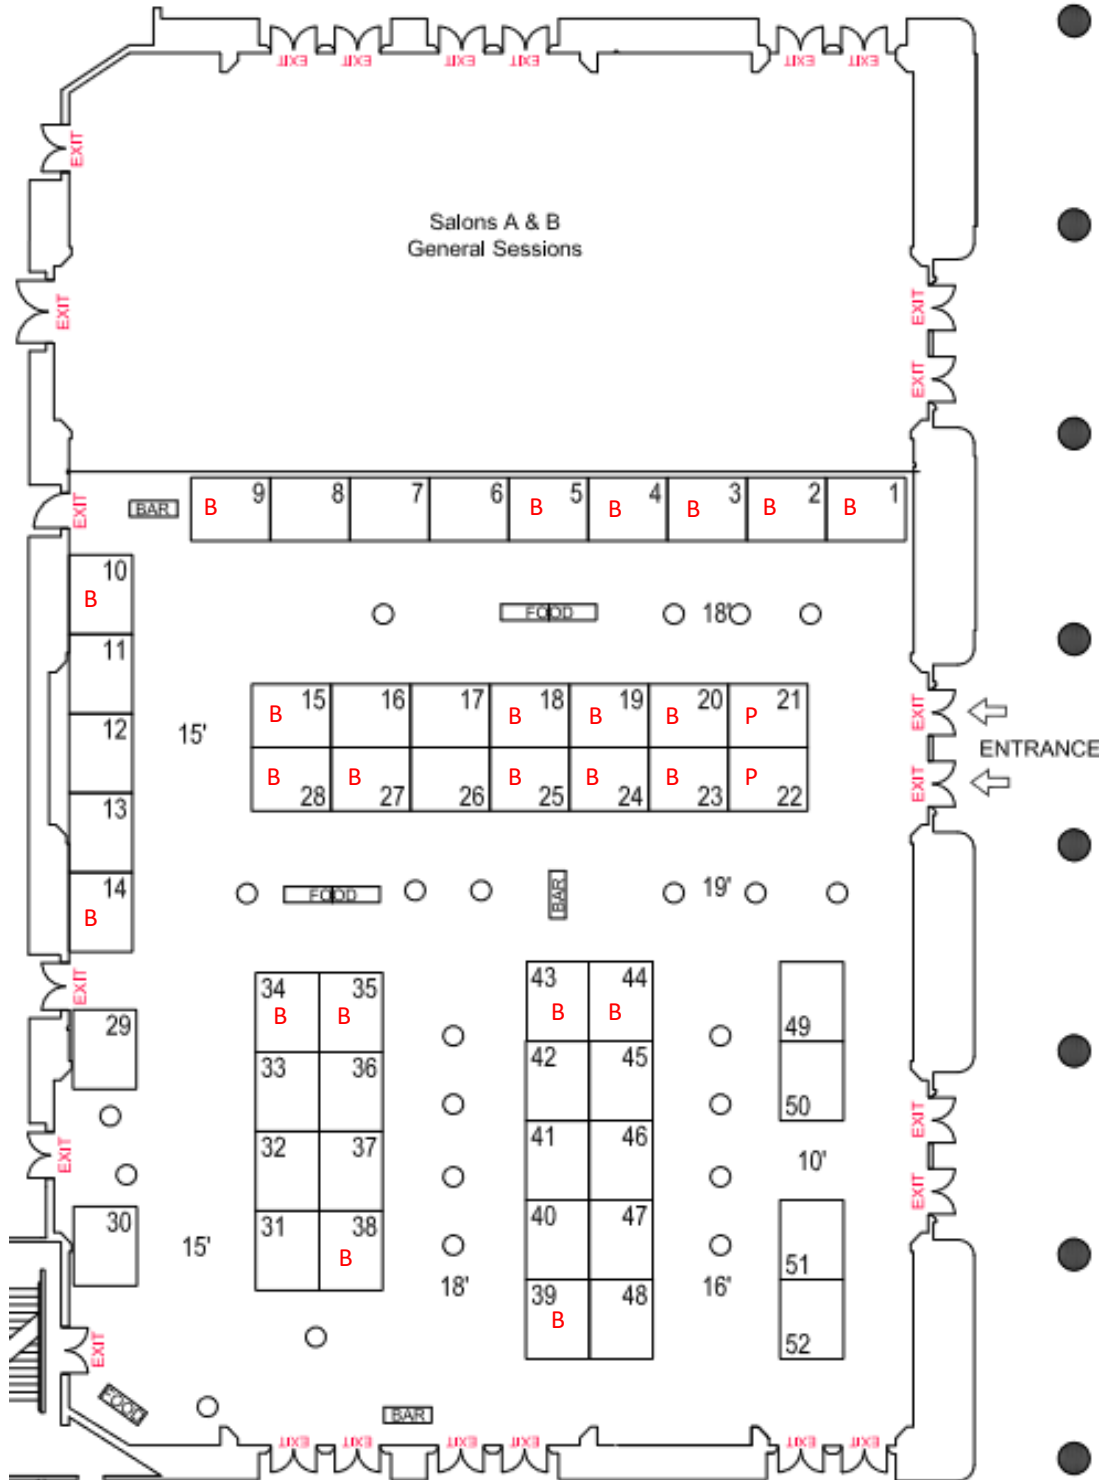 EXIT EXIT EXIT EXIT EXIT EXIT
EXIT
Salons A & B
General Sessions
EXIT
EXIT
EXIT
EXIT
BAR
B 9 8 7 6 B 5 B 4 B 3 B 2 B 1
10
B
11
12
13
14
B
FOOD
18'
15'
B 15 16 17 B 18 B 19 B 20 P 21
B 28 B 27 26 B 25 B 24 B 23 P 22
EXIT
ENTRANCE
EXIT
FOOD
BAR
19'
EXIT
29
34 35
B B
33 36
32 37
31 38
B
43 44
B B
42 45
41 46
40 47
39 48
B
49
50
10'
51
52
EXIT
EXIT
EXIT
30
15'
18'
16'
EXIT
FOOD
BAR
EXIT EXIT EXIT EXIT EXIT EXIT